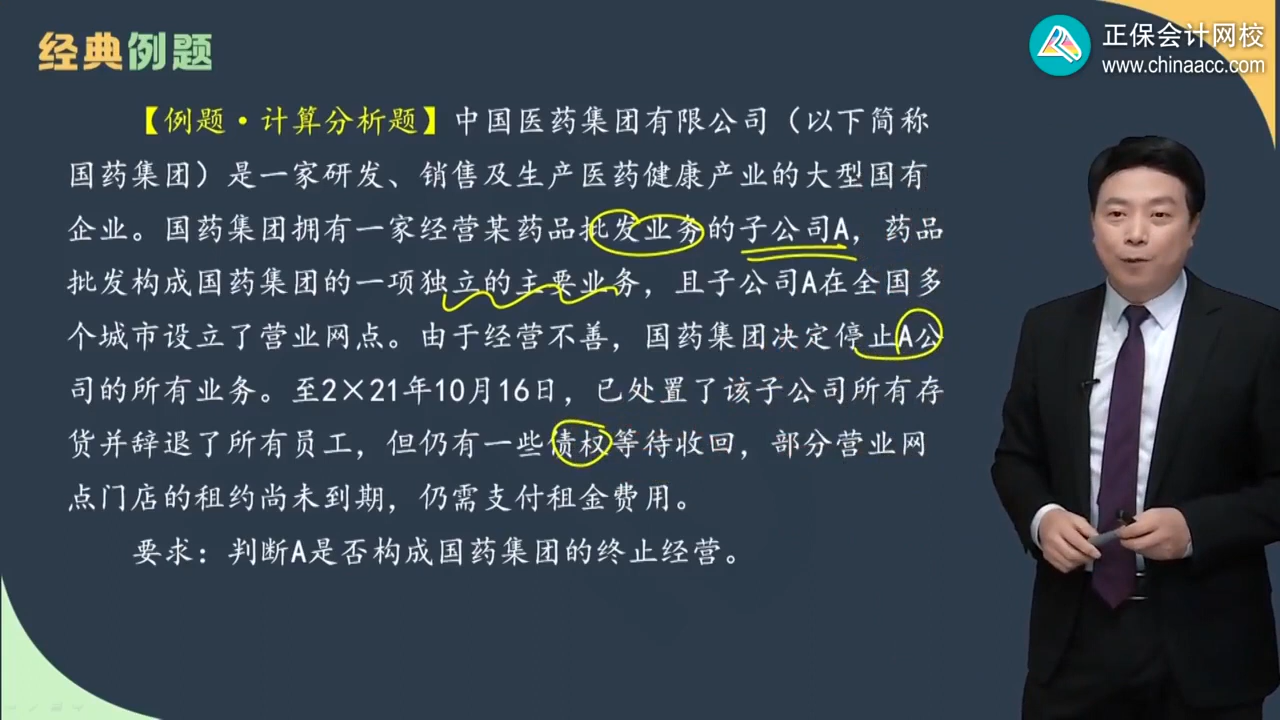 经典例题
正保会计网校
www.chinaacc.com
【例题·计算分析题】中国医药集团有限公司（以下简称
国药集团）是一家研发、销售及生产医药健康产业的大型国有
企业。国药集团拥有一家经营某药品批发业务的子公司A，药品
批发构成国药集团的一项独立的主要业务，且子公司A在全国多
个城市设立了营业网点。由于经营不善，国药集团决定停止A公
司的所有业务。至2×21年10月16日，已处置了该子公司所有存
货并辞退了所有员工，但仍有一些债权等待收回，部分营业网
点门店的租约尚未到期，仍需支付租金费用。
要求：判断A是否构成国药集团的终止经营。